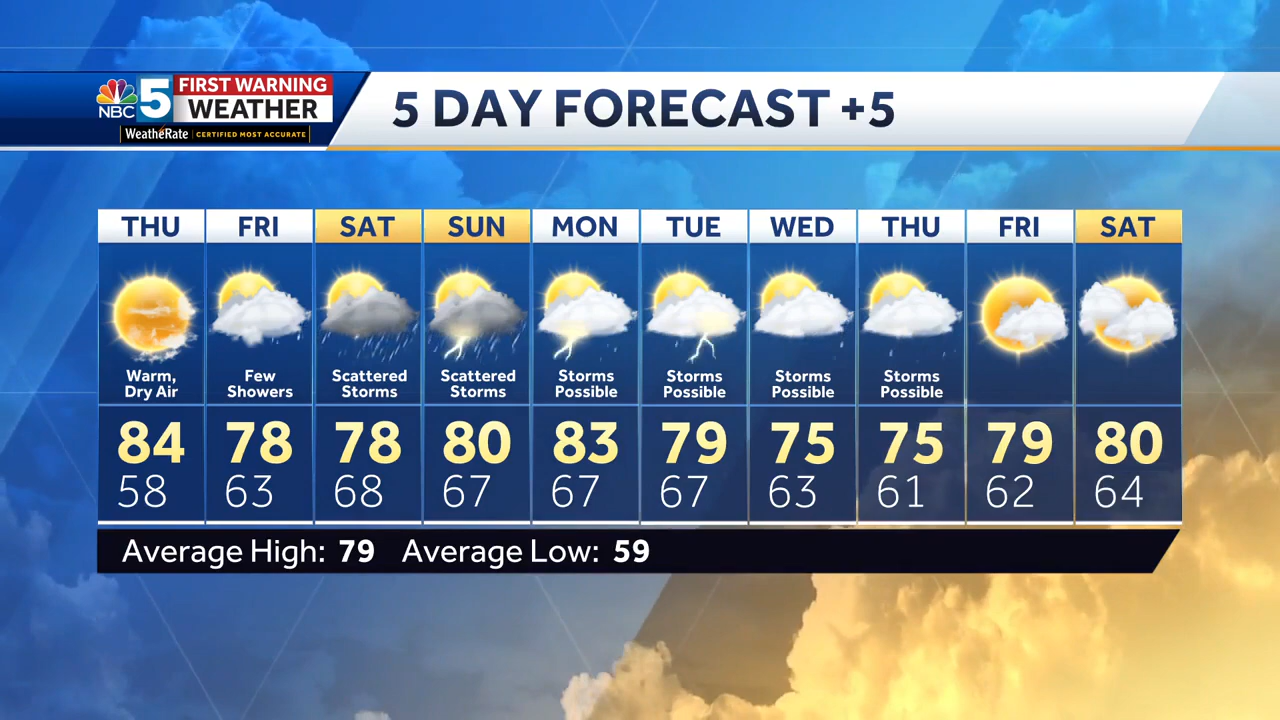 NBC 5 FIRST WARNING
WEATHER
WeatheRate CERTIFIED MOST ACCURATE
5 DAY FORECAST +5
THU FRI SAT SUN MON TUE WED THU FRI SAT
Warm, Few Scattered Scattered Storms Storms Storms Storms
Dry Air Showers Storms Storms Possible Possible Possible Possible
84 78 78 80 83 79 75 75 79 80
58 63 68 67 67 67 63 61 62 64
Average High: 79 Average Low: 59